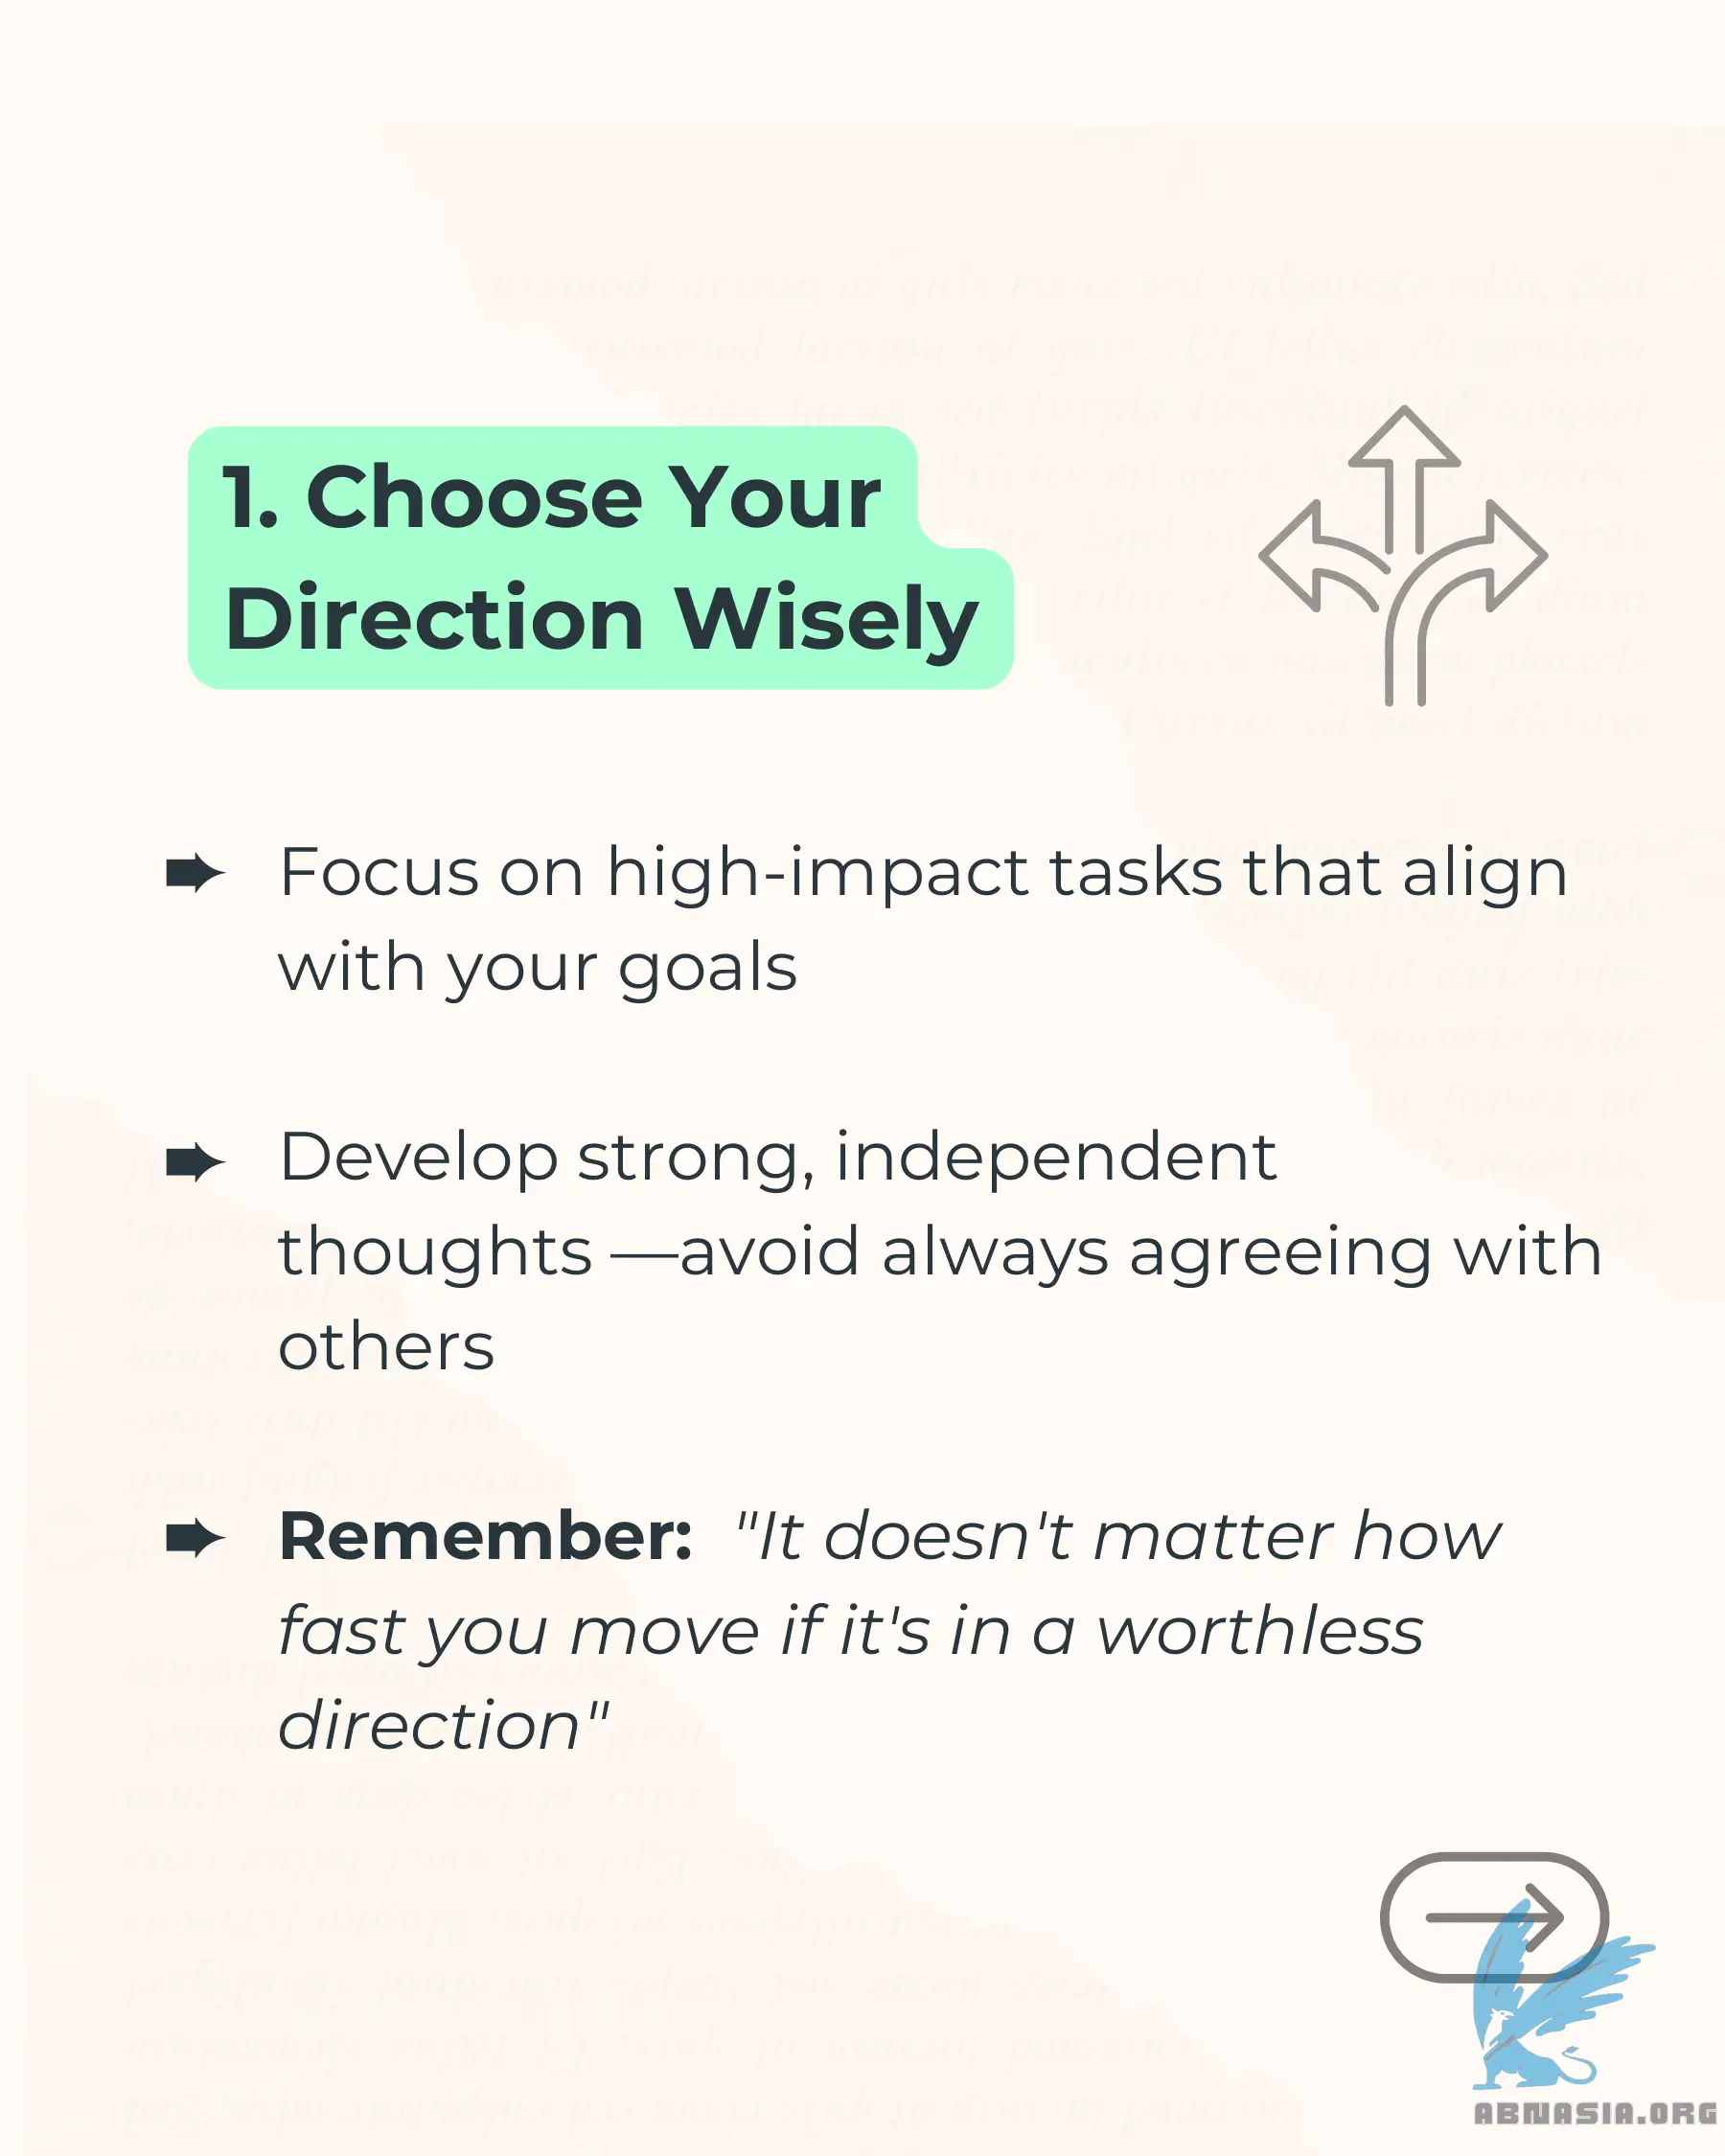 1. Choose Your
Direction Wisely
Focus on high-impact tasks that align
with your goals
Develop strong, independent
thoughts —avoid always agreeing with
others
Remember: "It doesn't matter how
fast you move if it's in a worthless
direction"
ABNASIA.ORG